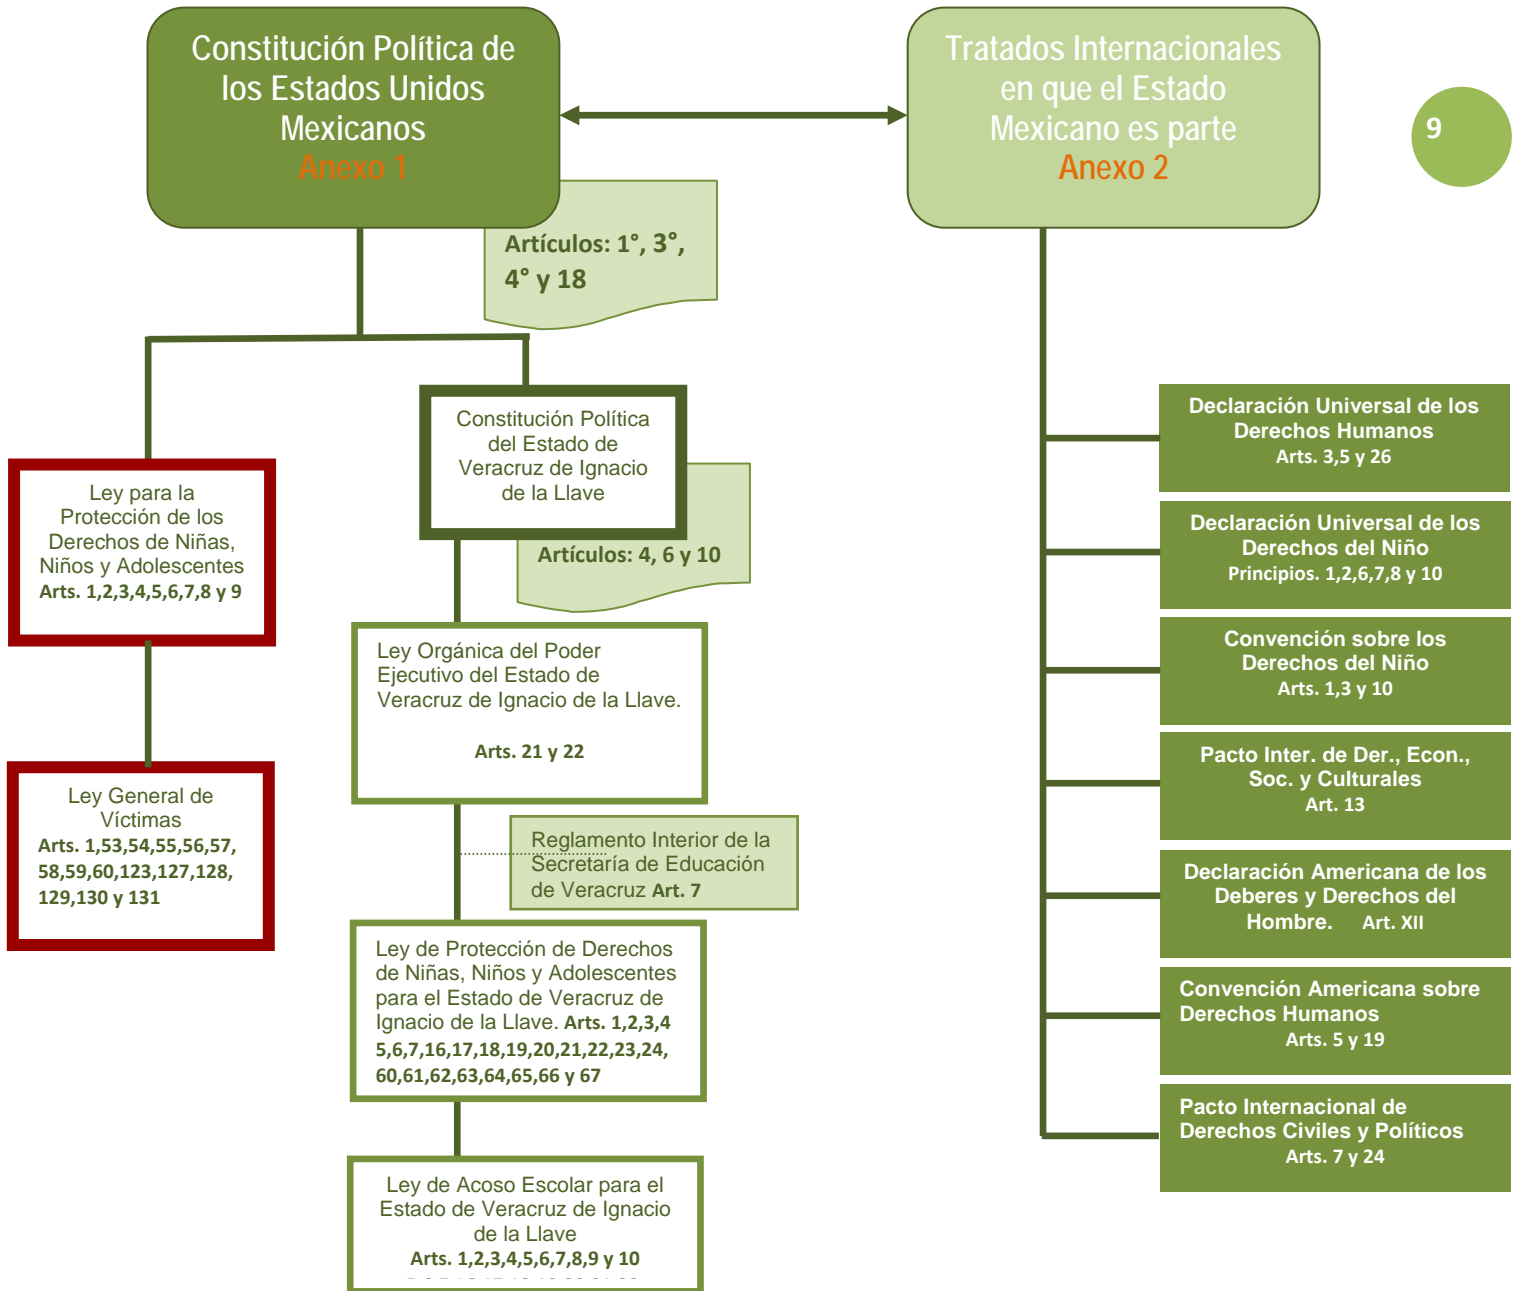 Constitución Política de
los Estados Unidos
Mexicanos
Anexo 1
Tratados Internacionales
en que el Estado
Mexicano es parte
Anexo 2
9
Artículos: 1°, 3°,
4° y 18
Constitución Política
del Estado de
Veracruz de Ignacio
de la Llave
Artículos: 4, 6 y 10
Ley para la
Protección de los
Derechos de Niñas,
Niños y Adolescentes
Arts. 1,2,3,4,5,6,7,8 y 9
Ley General de
Víctimas
Arts. 1,53,54,55,56,57,
58,59,60,123,127,128,
129,130 y 131
Ley Orgánica del Poder
Ejecutivo del Estado de
Veracruz de Ignacio de la Llave.
Arts. 21 y 22
Reglamento Interior de la
Secretaría de Educación
de Veracruz Art. 7
Ley de Protección de Derechos
de Niñas, Niños y Adolescentes
para el Estado de Veracruz de
Ignacio de la Llave. Arts. 1,2,3,4
5,6,7,16,17,18,19,20,21,22,23,24,
60,61,62,63,64,65,66 y 67
Ley de Acoso Escolar para el
Estado de Veracruz de Ignacio
de la Llave
Arts. 1,2,3,4,5,6,7,8,9 y 10
Declaración Universal de los
Derechos Humanos
Arts. 3,5 y 26
Declaración Universal de los
Derechos del Niño
Principios. 1,2,6,7,8 y 10
Convención sobre los
Derechos del Niño
Arts. 1,3 y 10
Pacto Inter. de Der., Econ.,
Soc. y Culturales
Art. 13
Declaración Americana de los
Deberes y Derechos del
Hombre. Art. XII
Convención Americana sobre
Derechos Humanos
Arts. 5 y 19
Pacto Internacional de
Derechos Civiles y Políticos
Arts. 7 y 24